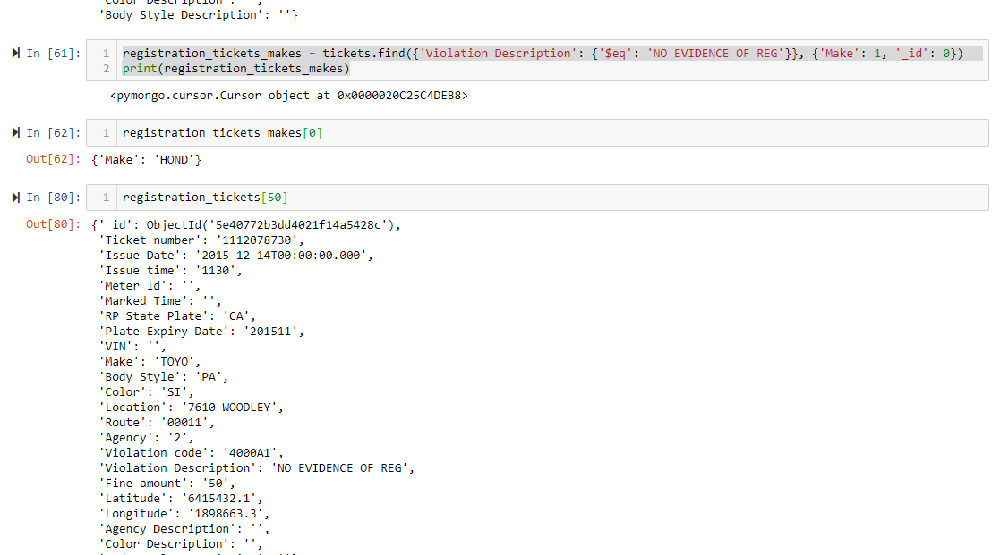 'Body Style Description': ''}
In [61]:
1 registration_tickets_makes = tickets.find({'Violation Description': {'$eq': 'NO EVIDENCE OF REG'}}, {'Make': 1, '_id': 0})
2 print(registration_tickets_makes)
<pymongo.cursor.Cursor object at 0x0000020C25C4DEB8>
In [62]:
1 registration_tickets_makes[0]
Out[62]: {'Make': 'HOND'}
In [80]:
1 registration_tickets[50]
Out[80]: {'_id': ObjectId('5e40772b3dd4021f14a5428c'),
'Ticket number': '1112078730',
'Issue Date': '2015-12-14T00:00:00.000',
'Issue time': '1130',
'Meter Id': '',
'Marked Time': '',
'RP State Plate': 'CA',
'Plate Expiry Date': '201511',
'VIN': '',
'Make': 'TOYO',
'Body Style': 'PA',
'Color': 'SI',
'Location': '7610 WOODLEY',
'Route': '00011',
'Agency': '2',
'Violation code': '4000A1',
'Violation Description': 'NO EVIDENCE OF REG',
'Fine amount': '50',
'Latitude': '6415432.1',
'Longitude': '1898663.3',
'Agency Description': '',
'Color Description': '',